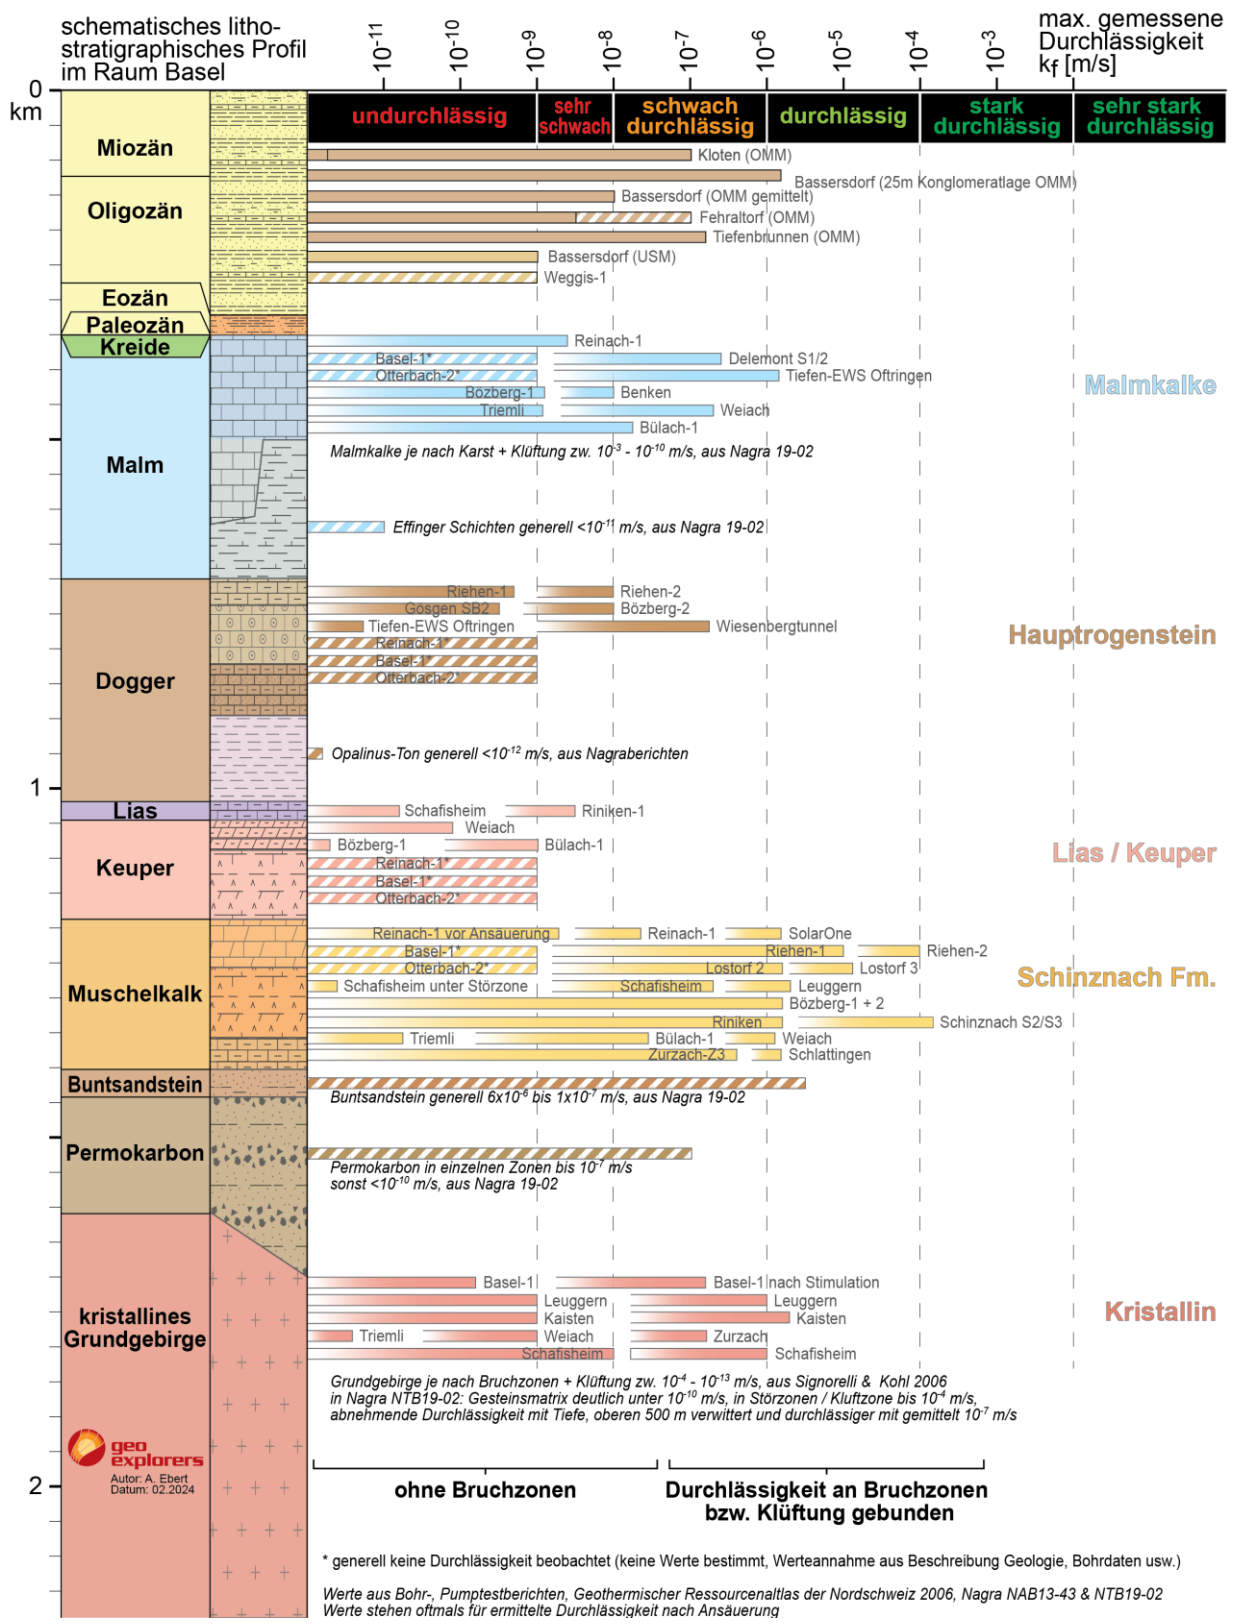 schematisches litho-
stratigraphisches Profil
im Raum Basel
10⁻¹¹
10⁻¹⁰
10⁻⁹
10⁻⁸
10⁻⁷
10⁻⁶
10⁻⁵
10⁻⁴
10⁻³
max. gemessene
Durchlässigkeit
kf [m/s]
0
km
undurchlässig
sehr
schwach
schwach
durchlässig
durchlässig
stark
durchlässig
sehr stark
durchlässig
Miozän
Kloten (OMM)
Bassersdorf (25m Konglomeratlage OMM)
Oligozän
Bassersdorf (OMM gemittelt)
Fehraltorf (OMM)
Tiefenbrunnen (OMM)
Bassersdorf (USM)
Weggis-1
Eozän
Paleozän
Kreide
Reinach-1
Basel-1*
Delemont S1/2
Otterbach-2*
Tiefen-EWS Oftringen
Malmkalke
Bözberg-1
Benken
Triemli
Weiach
Bülach-1
Malmkalke je nach Karst + Klüftung zw. 10⁻³ - 10⁻¹⁰ m/s, aus Nagra 19-02
Malm
Effinger Schichten generell <10⁻¹¹ m/s, aus Nagra 19-02
Riehen-1
Riehen-2
Gösgen SB2
Bözberg-2
Tiefen-EWS Oftringen
Wiesenbergtunnel
Hauptrogenstein
Reinach-1*
Basel-1*
Otterbach-2*
Dogger
Opalinus-Ton generell <10⁻¹² m/s, aus Nagraberichten
1
Lias
Schafisheim
Riniken-1
Weiach
Bözberg-1
Bülach-1
Lias / Keuper
Keuper
Reinach-1*
Basel-1*
Otterbach-2*
Reinach-1 vor Ansäuerung
Reinach-1
SolarOne
Basel-1*
Riehen-1
Riehen-2
Otterbach-2*
Lostorf 2
Lostorf 3
Schinznach Fm.
Muschelkalk
Schafisheim unter Störzone
Schafisheim
Leuggern
Bözberg-1 + 2
Riniken
Schinznach S2/S3
Triemli
Bülach-1
Weiach
Zurzach-Z3
Schlattingen
Buntsandstein
Buntsandstein generell 6x10⁻⁶ bis 1x10⁻⁷ m/s, aus Nagra 19-02
Permokarbon
Permokarbon in einzelnen Zonen bis 10⁻⁷ m/s
sonst <10⁻¹⁰ m/s, aus Nagra 19-02
Basel-1
Basel-1 nach Stimulation
Leuggern
Leuggern
kristallines
Grundgebirge
Kaisten
Kaisten
Kristallin
Triemli
Weiach
Zurzach
Schafisheim
Schafisheim
Grundgebirge je nach Bruchzonen + Klüftung zw. 10⁻⁴ - 10⁻¹³ m/s, aus Signorelli & Kohl 2006
in Nagra NTB19-02: Gesteinsmatrix deutlich unter 10⁻¹⁰ m/s, in Störzonen / Kluftzone bis 10⁻⁴ m/s,
abnehmende Durchlässigkeit mit Tiefe, oberen 500 m verwittert und durchlässiger mit gemittelt 10⁻⁷ m/s
geo
explorers
Autor: A. Ebert
Datum: 02.2024
2
ohne Bruchzonen
Durchlässigkeit an Bruchzonen
bzw. Klüftung gebunden
* generell keine Durchlässigkeit beobachtet (keine Werte bestimmt, Werteannahme aus Beschreibung Geologie, Bohrdaten usw.)
Werte aus Bohr-, Pumptestberichten, Geothermischer Ressourcenatlas der Nordschweiz 2006, Nagra NAB13-43 & NTB19-02
Werte stehen oftmals für ermittelte Durchlässigkeit nach Ansäuerung